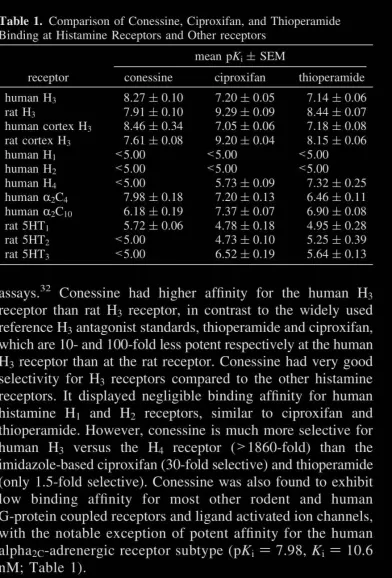 Table 1. Comparison of Conessine, Ciproxifan, and Thioperamide
Binding at Histamine Receptors and Other receptors
mean pKi ± SEM
receptor conessine ciproxifan thioperamide
human H3 8.27 ± 0.10 7.20 ± 0.05 7.14 ± 0.06
rat H3 7.91 ± 0.10 9.29 ± 0.09 8.44 ± 0.07
human cortex H3 8.46 ± 0.34 7.05 ± 0.06 7.18 ± 0.08
rat cortex H3 7.61 ± 0.08 9.20 ± 0.04 8.15 ± 0.06
human H1 <5.00 <5.00 <5.00
human H2 <5.00 <5.00 <5.00
human H4 <5.00 5.73 ± 0.09 7.32 ± 0.25
human α2C4 7.98 ± 0.18 7.20 ± 0.13 6.46 ± 0.11
human α2C10 6.18 ± 0.19 7.37 ± 0.07 6.90 ± 0.08
rat 5HT1 5.72 ± 0.06 4.78 ± 0.18 4.95 ± 0.28
rat 5HT2 <5.00 4.73 ± 0.10 5.25 ± 0.39
rat 5HT3 <5.00 6.52 ± 0.19 5.64 ± 0.13
assays.32 Conessine had higher affinity for the human H3
receptor than rat H3 receptor, in contrast to the widely used
reference H3 antagonist standards, thioperamide and ciproxifan,
which are 10- and 100-fold less potent respectively at the human
H3 receptor than at the rat receptor. Conessine had very good
selectivity for H3 receptors compared to the other histamine
receptors. It displayed negligible binding affinity for human
histamine H1 and H2 receptors, similar to ciproxifan and
thioperamide. However, conessine is much more selective for
human H3 versus the H4 receptor (>1860-fold) than the
imidazole-based ciproxifan (30-fold selective) and thioperamide
(only 1.5-fold selective). Conessine was also found to exhibit
low binding affinity for most other rodent and human
G-protein coupled receptors and ligand activated ion channels,
with the notable exception of potent affinity for the human
alpha2C-adrenergic receptor subtype (pKi = 7.98, Ki = 10.6
nM; Table 1).